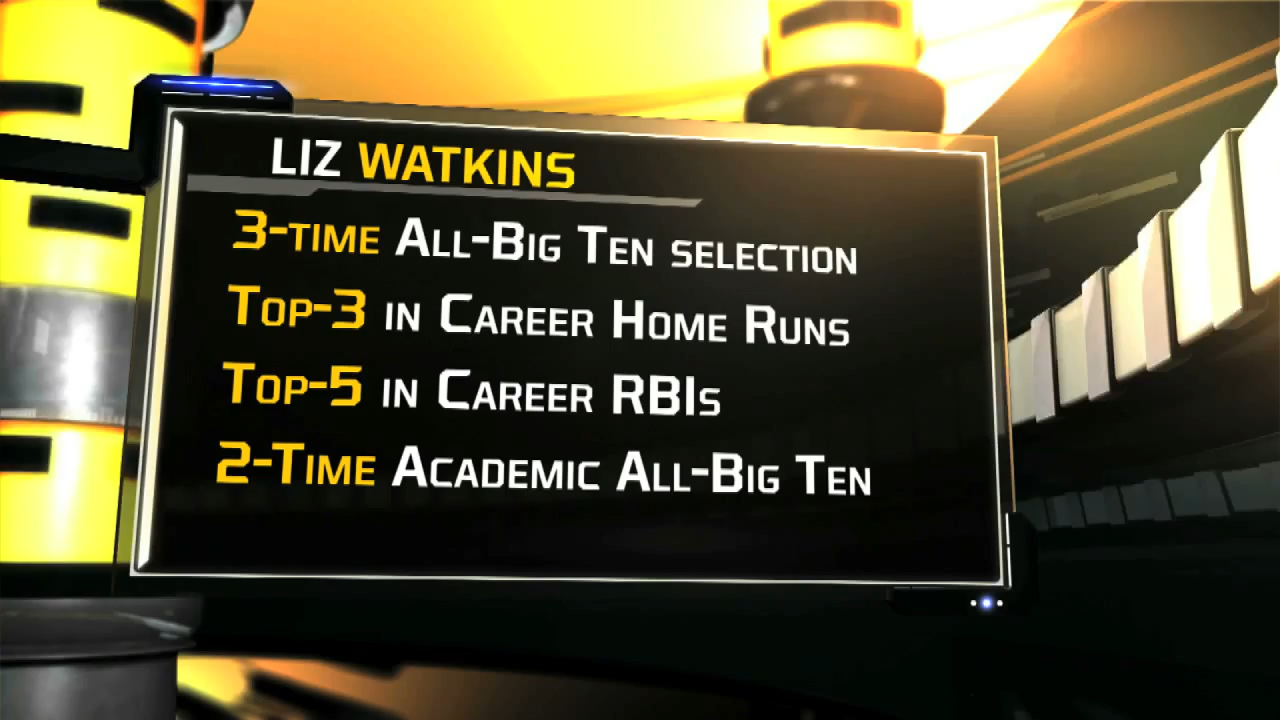 LIZ WATKINS
3-TIME ALL-BIG TEN SELECTION
TOP-3 IN CAREER HOME RUNS
TOP-5 IN CAREER RBIS
2-TIME ACADEMIC ALL-BIG TEN